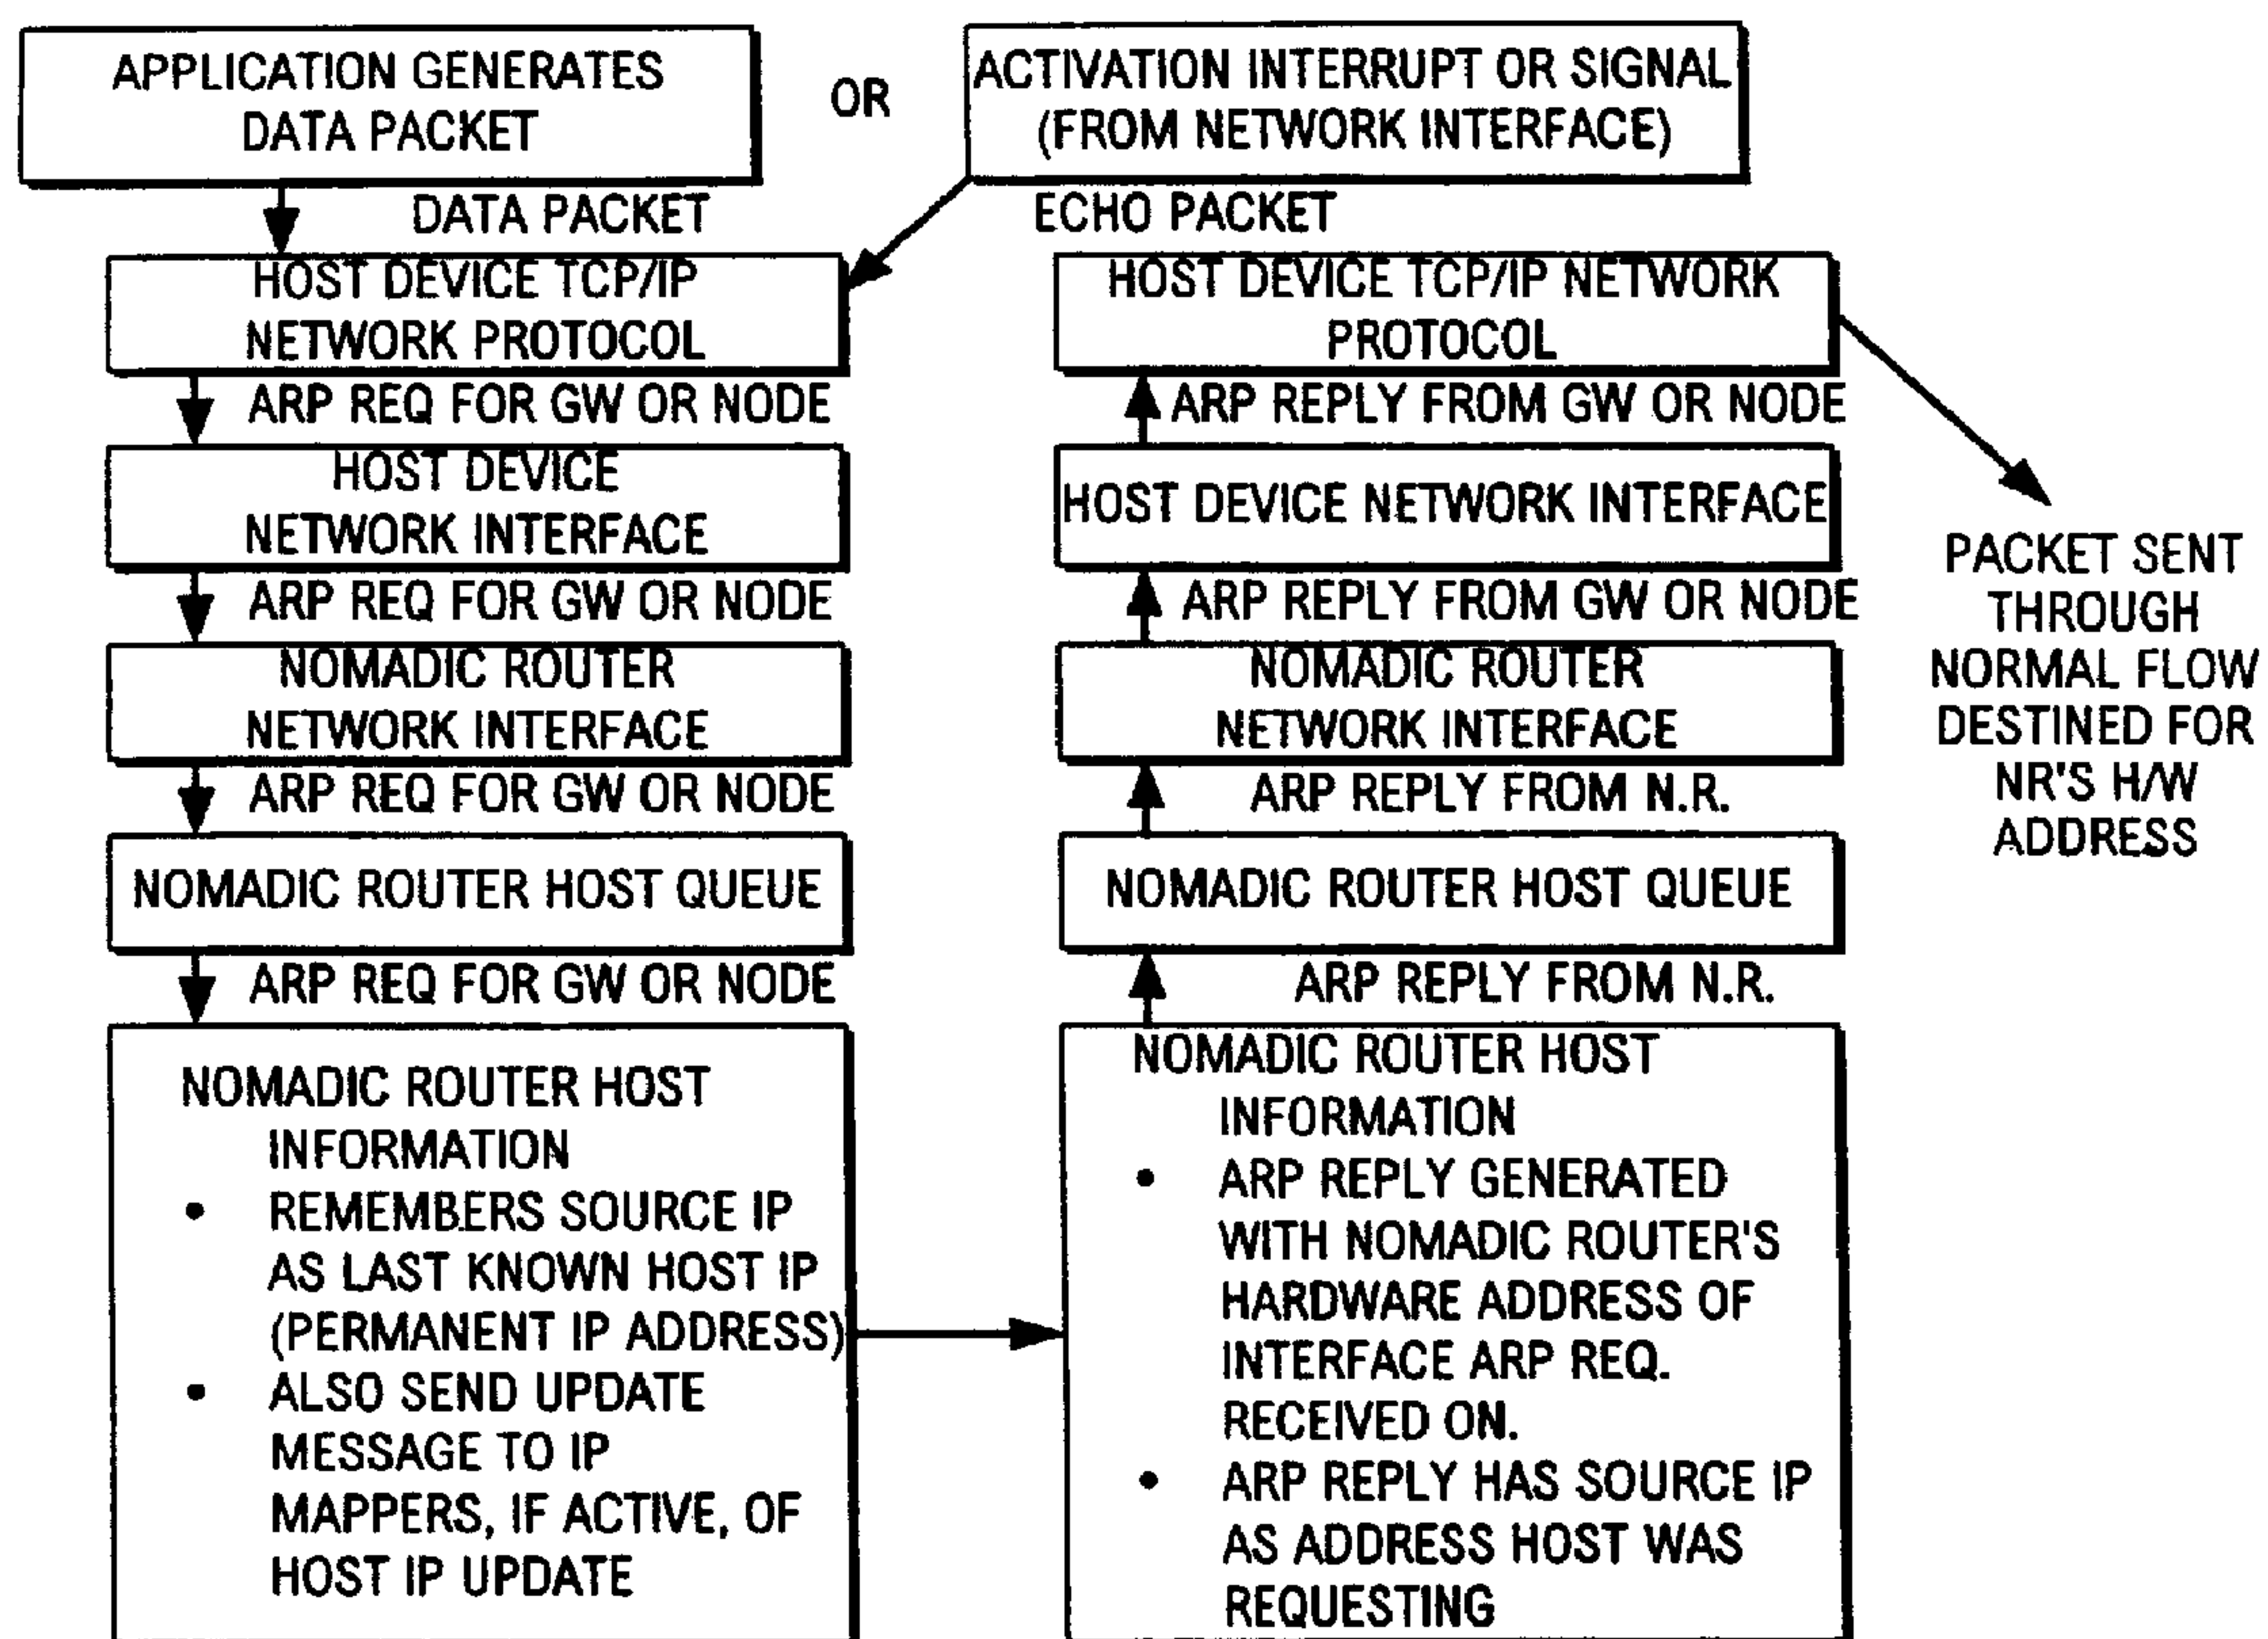 APPLICATION GENERATES
DATA PACKET
OR
ACTIVATION INTERRUPT OR SIGNAL
(FROM NETWORK INTERFACE)
DATA PACKET
ECHO PACKET
HOST DEVICE TCP/IP
NETWORK PROTOCOL
ARP REQ FOR GW OR NODE
HOST DEVICE
NETWORK INTERFACE
ARP REQ FOR GW OR NODE
NOMADIC ROUTER
NETWORK INTERFACE
ARP REQ FOR GW OR NODE
NOMADIC ROUTER HOST QUEUE
ARP REQ FOR GW OR NODE
NOMADIC ROUTER HOST
INFORMATION
• REMEMBERS SOURCE IP
AS LAST KNOWN HOST IP
(PERMANENT IP ADDRESS)
• ALSO SEND UPDATE
MESSAGE TO IP
MAPPERS, IF ACTIVE, OF
HOST IP UPDATE
HOST DEVICE TCP/IP NETWORK
PROTOCOL
ARP REPLY FROM GW OR NODE
HOST DEVICE NETWORK INTERFACE
ARP REPLY FROM GW OR NODE
NOMADIC ROUTER
NETWORK INTERFACE
ARP REPLY FROM N.R.
NOMADIC ROUTER HOST QUEUE
ARP REPLY FROM N.R.
NOMADIC ROUTER HOST
INFORMATION
• ARP REPLY GENERATED
WITH NOMADIC ROUTER'S
HARDWARE ADDRESS OF
INTERFACE ARP REQ.
RECEIVED ON.
• ARP REPLY HAS SOURCE IP
AS ADDRESS HOST WAS
REQUESTING
PACKET SENT
THROUGH
NORMAL FLOW
DESTINED FOR
NR'S H/W
ADDRESS